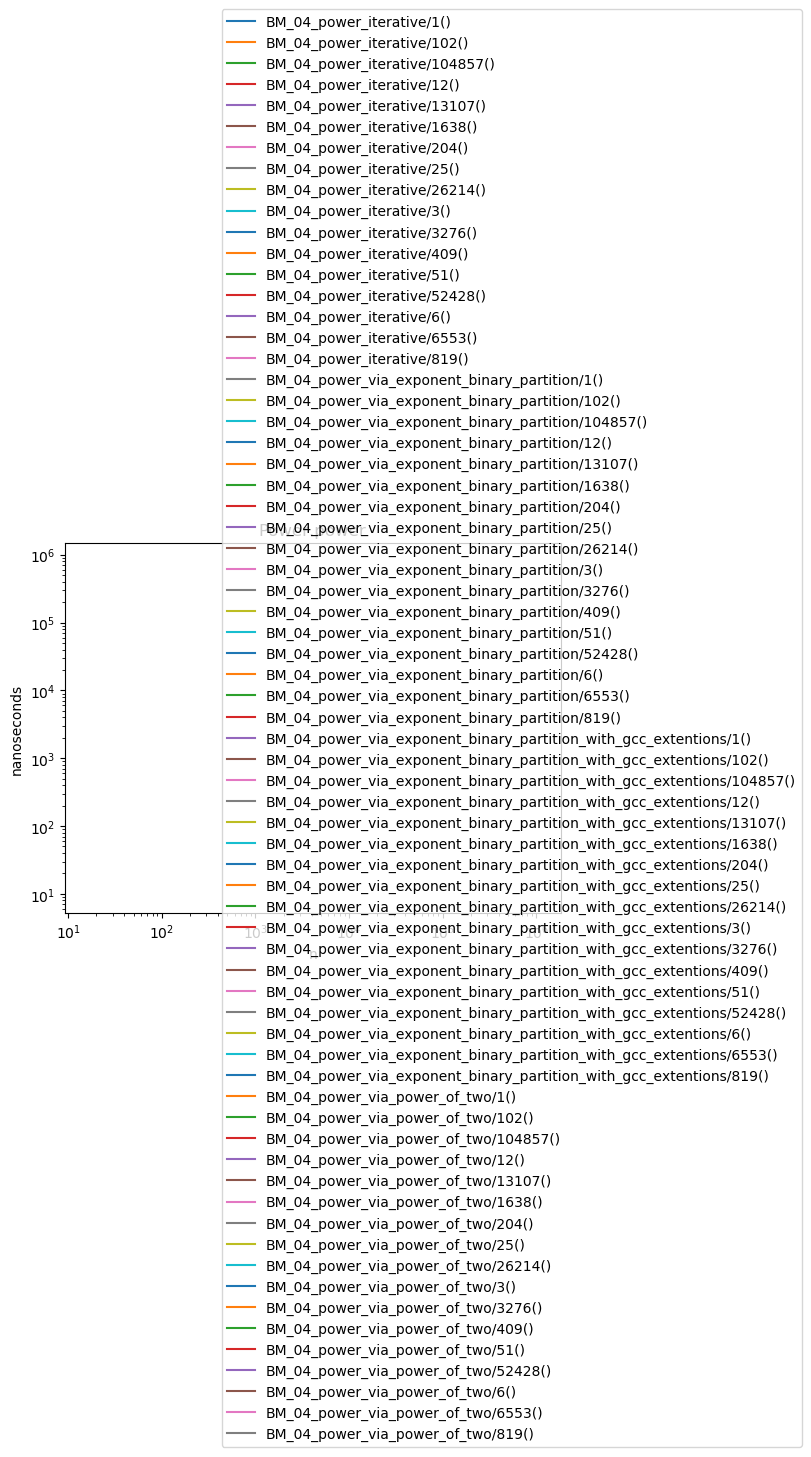 BM_04_power_iterative/1()
BM_04_power_iterative/102()
BM_04_power_iterative/104857()
BM_04_power_iterative/12()
BM_04_power_iterative/13107()
BM_04_power_iterative/1638()
BM_04_power_iterative/204()
BM_04_power_iterative/25()
BM_04_power_iterative/26214()
BM_04_power_iterative/3()
BM_04_power_iterative/3276()
BM_04_power_iterative/409()
BM_04_power_iterative/51()
BM_04_power_iterative/52428()
BM_04_power_iterative/6()
BM_04_power_iterative/6553()
BM_04_power_iterative/819()
BM_04_power_via_exponent_binary_partition/1()
BM_04_power_via_exponent_binary_partition/102()
BM_04_power_via_exponent_binary_partition/104857()
BM_04_power_via_exponent_binary_partition/12()
BM_04_power_via_exponent_binary_partition/13107()
BM_04_power_via_exponent_binary_partition/1638()
BM_04_power_via_exponent_binary_partition/204()
BM_04_power_via_exponent_binary_partition/25()
BM_04_power_via_exponent_binary_partition/26214()
BM_04_power_via_exponent_binary_partition/3()
BM_04_power_via_exponent_binary_partition/3276()
BM_04_power_via_exponent_binary_partition/409()
BM_04_power_via_exponent_binary_partition/51()
BM_04_power_via_exponent_binary_partition/52428()
BM_04_power_via_exponent_binary_partition/6()
BM_04_power_via_exponent_binary_partition/6553()
BM_04_power_via_exponent_binary_partition/819()
BM_04_power_via_exponent_binary_partition_with_gcc_extentions/1()
BM_04_power_via_exponent_binary_partition_with_gcc_extentions/102()
BM_04_power_via_exponent_binary_partition_with_gcc_extentions/104857()
BM_04_power_via_exponent_binary_partition_with_gcc_extentions/12()
BM_04_power_via_exponent_binary_partition_with_gcc_extentions/13107()
BM_04_power_via_exponent_binary_partition_with_gcc_extentions/1638()
BM_04_power_via_exponent_binary_partition_with_gcc_extentions/204()
BM_04_power_via_exponent_binary_partition_with_gcc_extentions/25()
BM_04_power_via_exponent_binary_partition_with_gcc_extentions/26214()
BM_04_power_via_exponent_binary_partition_with_gcc_extentions/3()
BM_04_power_via_exponent_binary_partition_with_gcc_extentions/3276()
BM_04_power_via_exponent_binary_partition_with_gcc_extentions/409()
BM_04_power_via_exponent_binary_partition_with_gcc_extentions/51()
BM_04_power_via_exponent_binary_partition_with_gcc_extentions/52428()
BM_04_power_via_exponent_binary_partition_with_gcc_extentions/6()
BM_04_power_via_exponent_binary_partition_with_gcc_extentions/6553()
BM_04_power_via_exponent_binary_partition_with_gcc_extentions/819()
BM_04_power_via_power_of_two/1()
BM_04_power_via_power_of_two/102()
BM_04_power_via_power_of_two/104857()
BM_04_power_via_power_of_two/12()
BM_04_power_via_power_of_two/13107()
BM_04_power_via_power_of_two/1638()
BM_04_power_via_power_of_two/204()
BM_04_power_via_power_of_two/25()
BM_04_power_via_power_of_two/26214()
BM_04_power_via_power_of_two/3()
BM_04_power_via_power_of_two/3276()
BM_04_power_via_power_of_two/409()
BM_04_power_via_power_of_two/51()
BM_04_power_via_power_of_two/52428()
BM_04_power_via_power_of_two/6()
BM_04_power_via_power_of_two/6553()
BM_04_power_via_power_of_two/819()
Power power
nanoseconds
10⁶
10⁵
10⁴
10³
10²
10¹
10¹ 10²